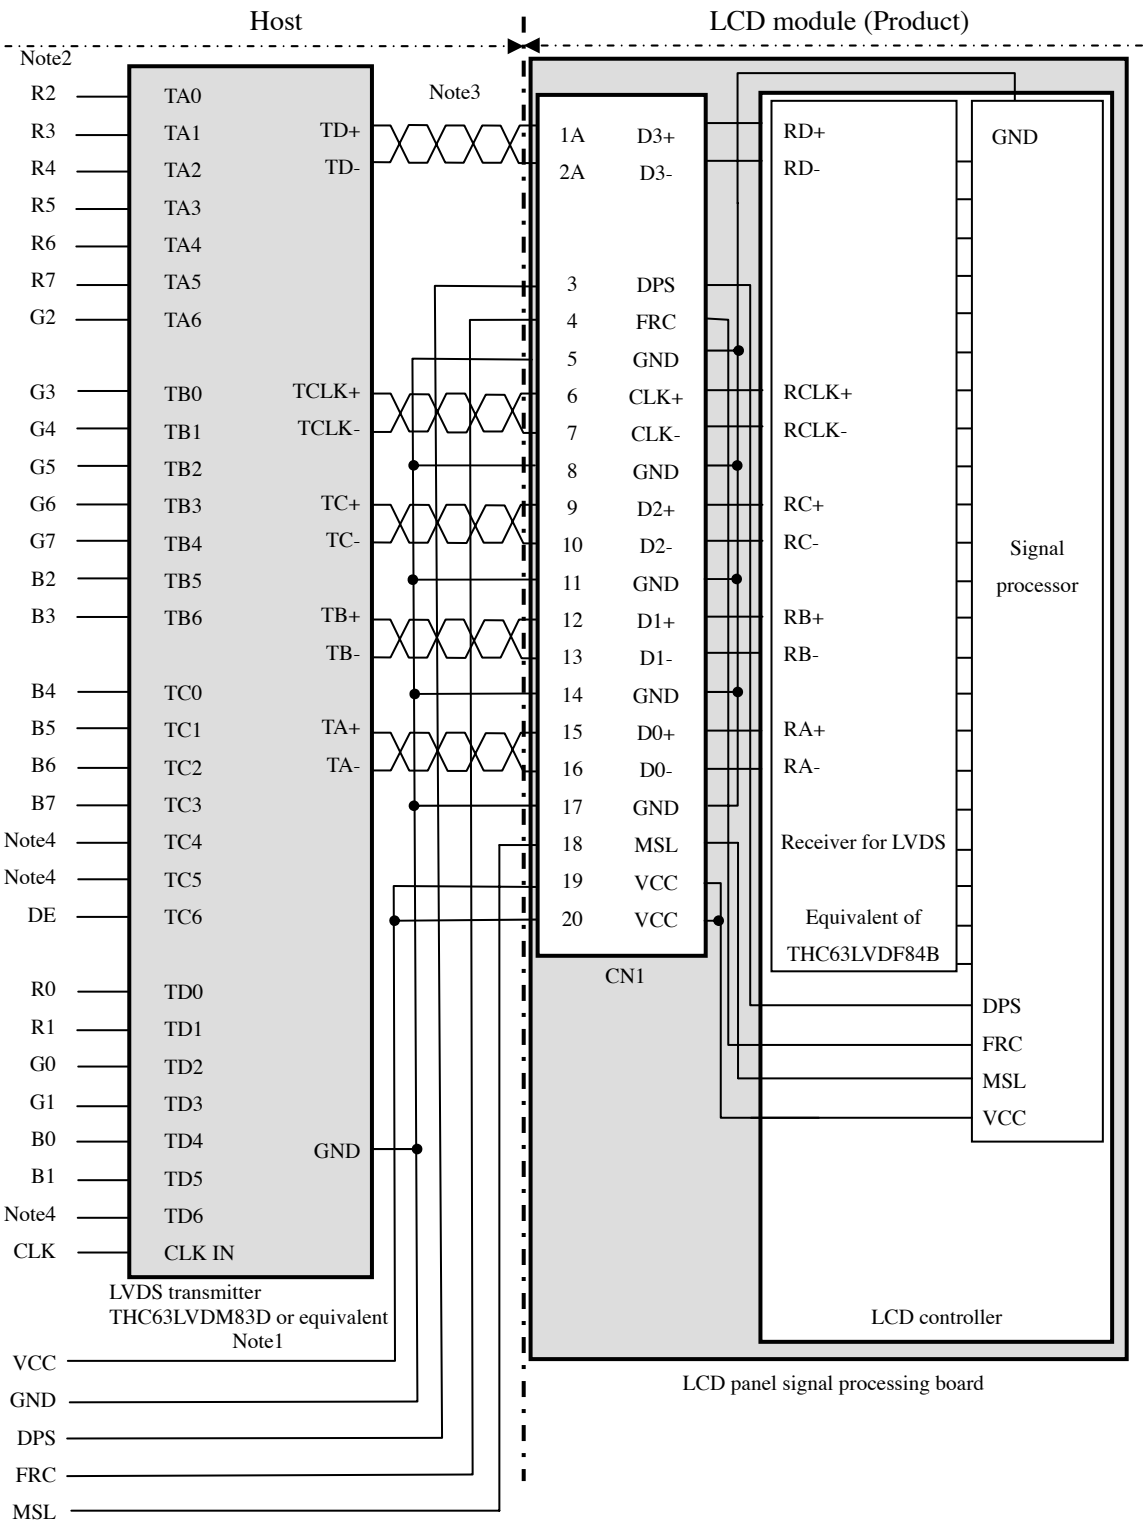 Host LCD module (Product)
Note2
Note3
R2 TA0
R3 TA1 TD+ 1A D3+ RD+ GND
R4 TA2 TD- 2A D3- RD-
R5 TA3
R6 TA4
R7 TA5 3 DPS
G2 TA6 4 FRC
5 GND
G3 TB0 TCLK+ 6 CLK+ RCLK+
G4 TB1 TCLK- 7 CLK- RCLK-
G5 TB2 8 GND
G6 TB3 TC+ 9 D2+ RC+
G7 TB4 TC- 10 D2- RC- Signal
B2 TB5 11 GND processor
B3 TB6 TB+ 12 D1+ RB+
TB- 13 D1- RB-
B4 TC0 14 GND
B5 TC1 TA+ 15 D0+ RA+
B6 TC2 TA- 16 D0- RA-
B7 TC3 17 GND
Note4 TC4 18 MSL Receiver for LVDS
Note4 TC5 19 VCC
DE TC6 20 VCC Equivalent of
THC63LVDF84B
CN1
R0 TD0 DPS
R1 TD1 FRC
G0 TD2 MSL
G1 TD3 VCC
B0 TD4 GND
B1 TD5
Note4 TD6
CLK CLK IN
LVDS transmitter
THC63LVDM83D or equivalent LCD controller
Note1
VCC
LCD panel signal processing board
GND
DPS
FRC
MSL